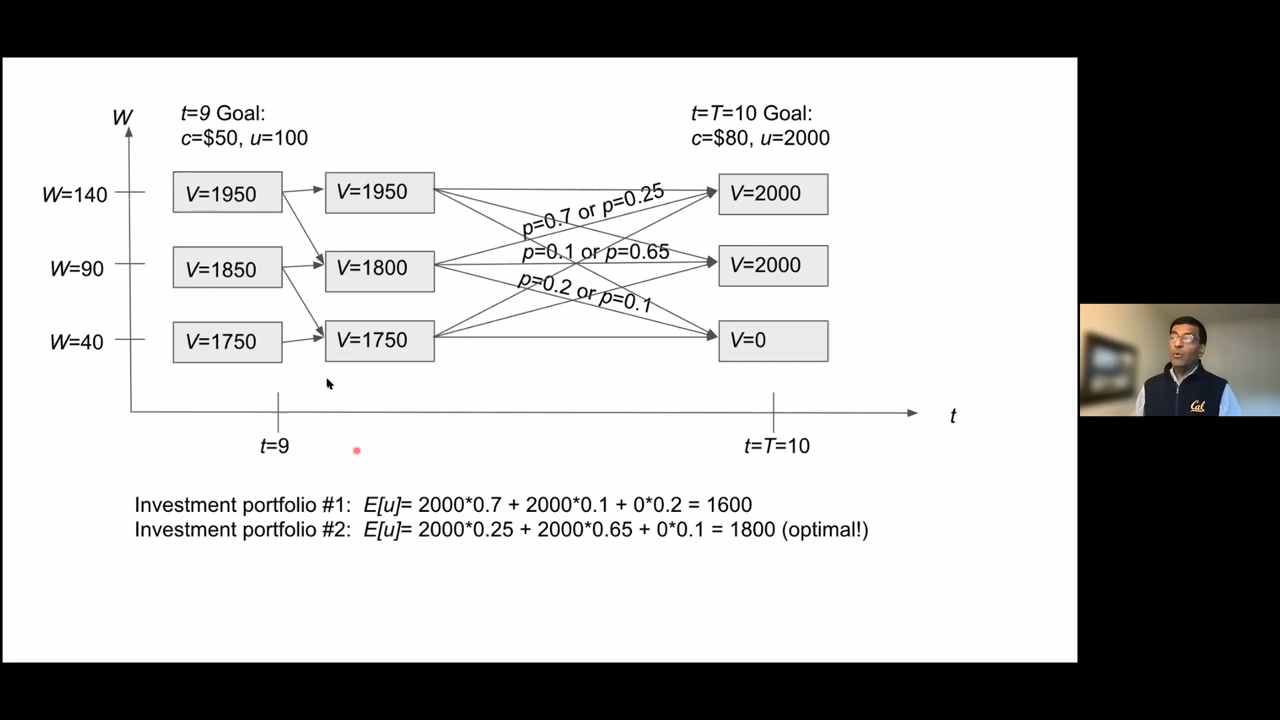 W
t=9 Goal:
c=$50, u=100
t=T=10 Goal:
c=$80, u=2000
W=140
V=1950
V=1950
p=0.7 or p=0.25
V=2000
W=90
V=1850
V=1800
p=0.1 or p=0.65
V=2000
p=0.2 or p=0.1
W=40
V=1750
V=1750
V=0
t
t=9
t=T=10
Investment portfolio #1: E[u]= 2000*0.7 + 2000*0.1 + 0*0.2 = 1600
Investment portfolio #2: E[u]= 2000*0.25 + 2000*0.65 + 0*0.1 = 1800 (optimal!)
Cal